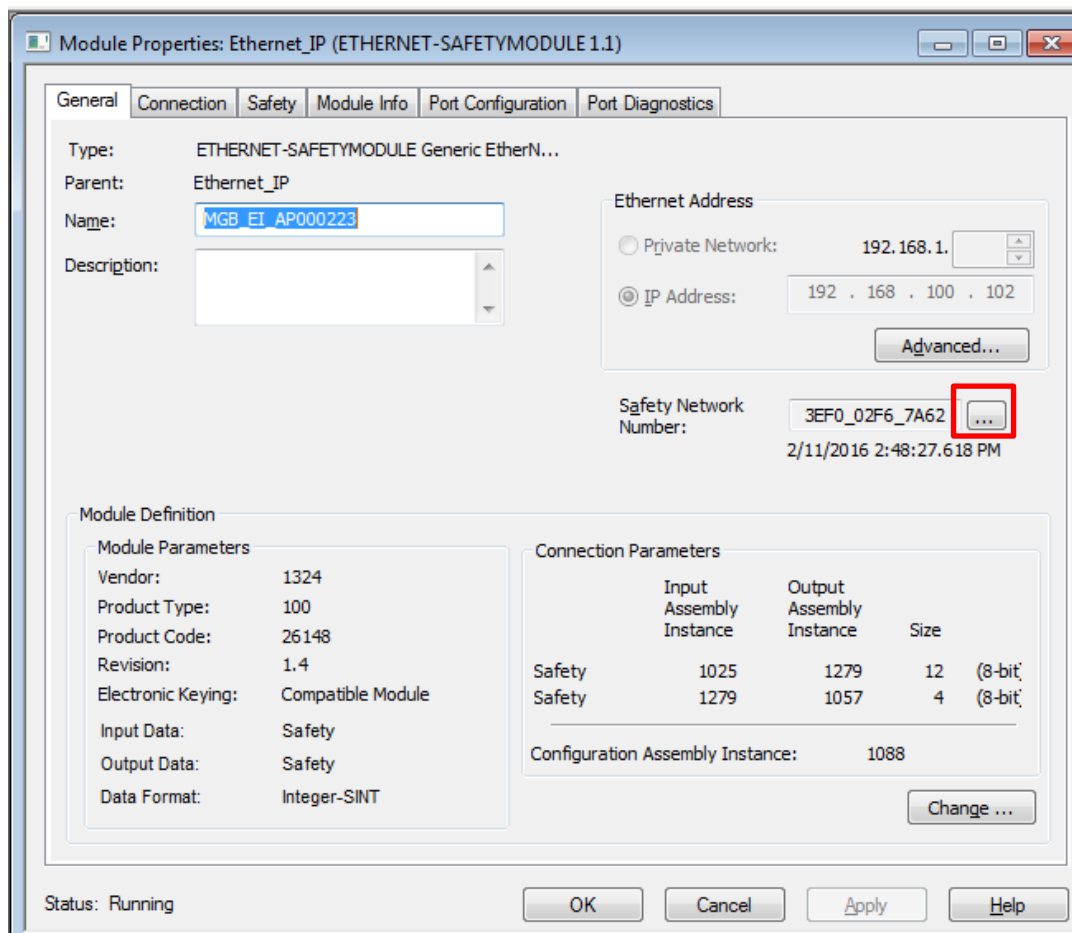 Module Properties: Ethernet_IP (ETHERNET-SAFETYMODULE 1.1)
General Connection Safety Module Info Port Configuration Port Diagnostics
Type: ETHERNET-SAFETYMODULE Generic EtherN...
Parent: Ethernet_IP
Name: MGB_EI_AP000223
Description:
Ethernet Address
Private Network: 192.168.1.
IP Address: 192 . 168 . 100 . 102
Advanced...
Safety Network
Number:
3EF0_02F6_7A62 ...
2/11/2016 2:48:27.618 PM
Module Definition
Module Parameters
Vendor: 1324
Product Type: 100
Product Code: 26148
Revision: 1.4
Electronic Keying: Compatible Module
Input Data: Safety
Output Data: Safety
Data Format: Integer-SINT
Connection Parameters
Input Output
Assembly Assembly
Instance Instance Size
Safety 1025 1279 12 (8-bit
Safety 1279 1057 4 (8-bit
Configuration Assembly Instance: 1088
Change ...
Status: Running
OK Cancel Apply Help